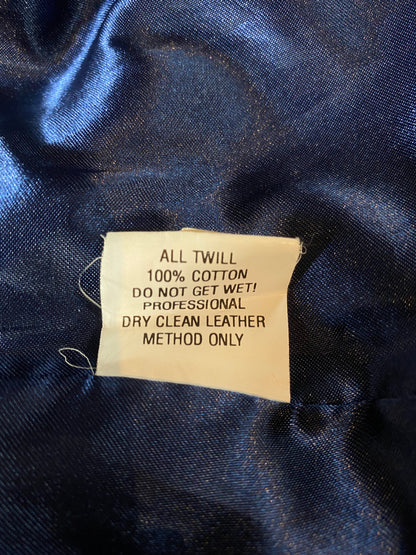 ALL TWILL
100% COTTON
DO NOT GET WET!
PROFESSIONAL
DRY CLEAN LEATHER
METHOD ONLY